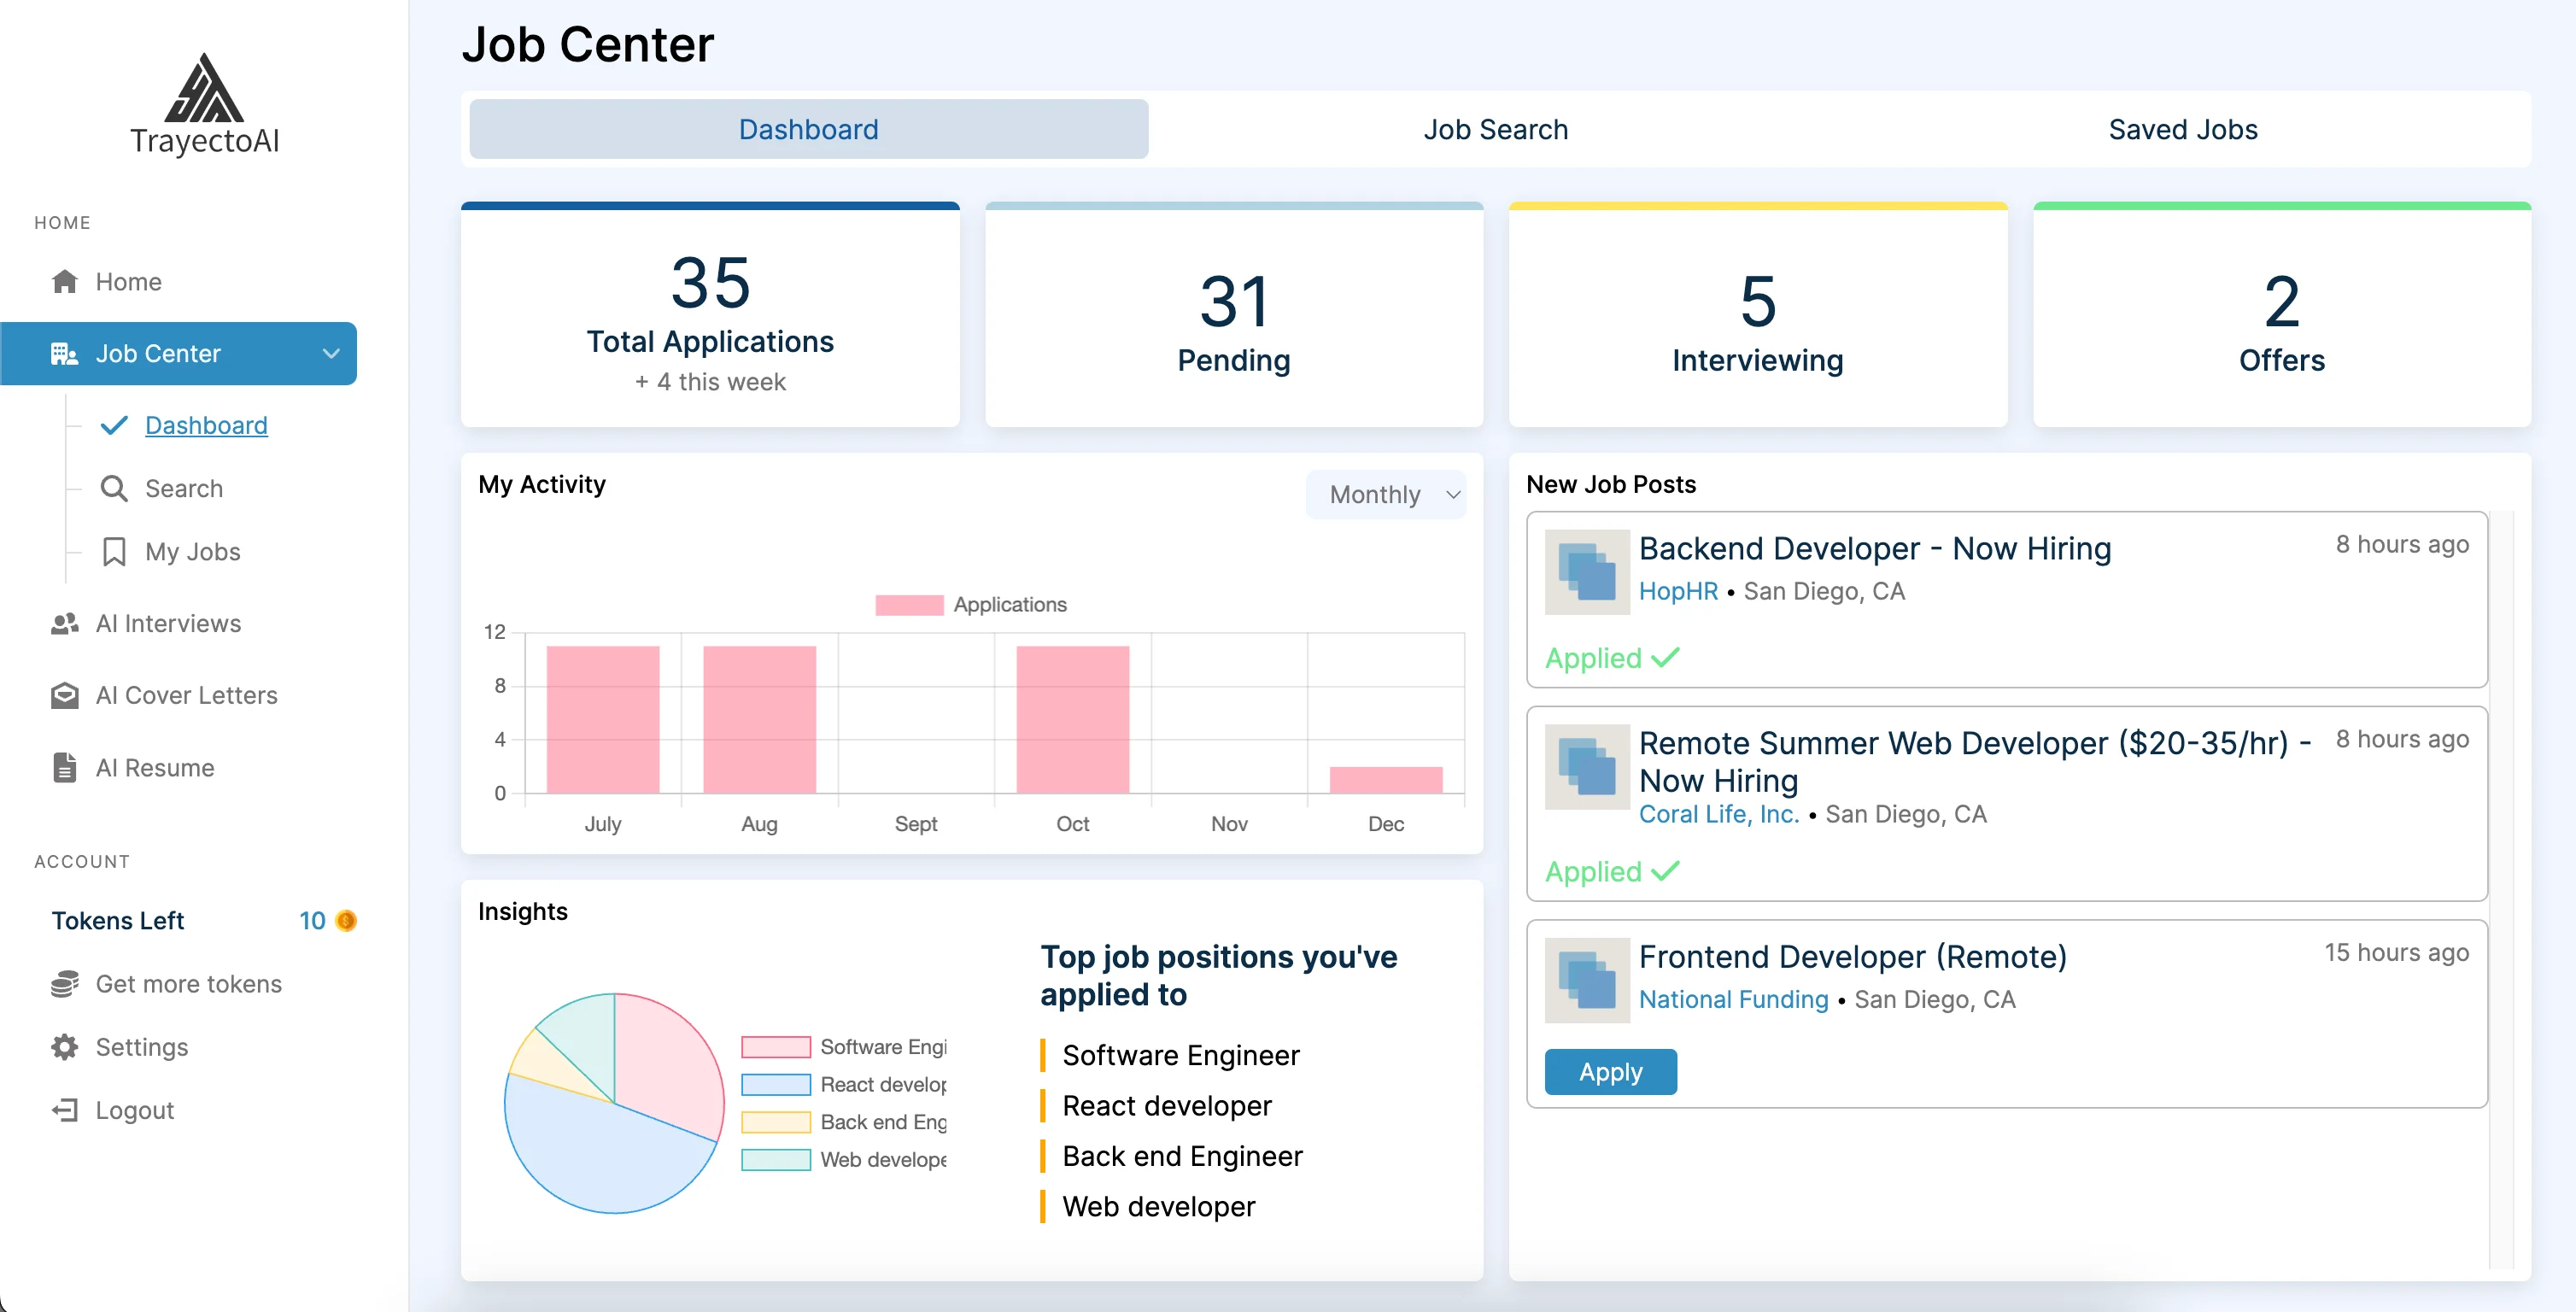 TrayectoAI
HOME
Home
Job Center
Dashboard
Search
My Jobs
AI Interviews
AI Cover Letters
AI Resume
ACCOUNT
Tokens Left 10
Get more tokens
Settings
Logout
Job Center
Dashboard Job Search Saved Jobs
35
Total Applications
+ 4 this week
31
Pending
5
Interviewing
2
Offers
My Activity
Monthly
Applications
12
8
4
0
July Aug Sept Oct Nov Dec
Insights
Software Engi
React develop
Back end Eng
Web develope
Top job positions you've
applied to
Software Engineer
React developer
Back end Engineer
Web developer
New Job Posts
Backend Developer - Now Hiring 8 hours ago
HopHR • San Diego, CA
Applied
Remote Summer Web Developer ($20-35/hr) - 8 hours ago
Now Hiring
Coral Life, Inc. • San Diego, CA
Applied
Frontend Developer (Remote) 15 hours ago
National Funding • San Diego, CA
Apply